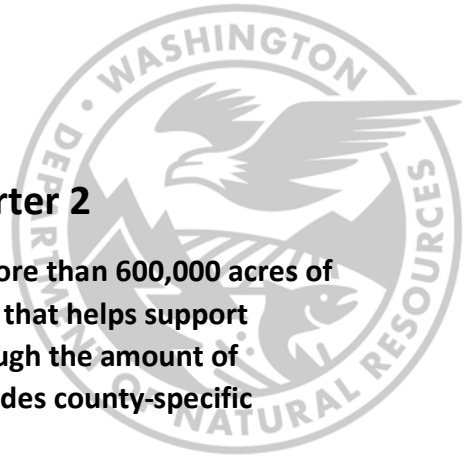 WASHINGTON
DEPARTMENT OF NATURAL RESOURCES
rter 2
ore than 600,000 acres of
that helps support
ugh the amount of
des county-specific